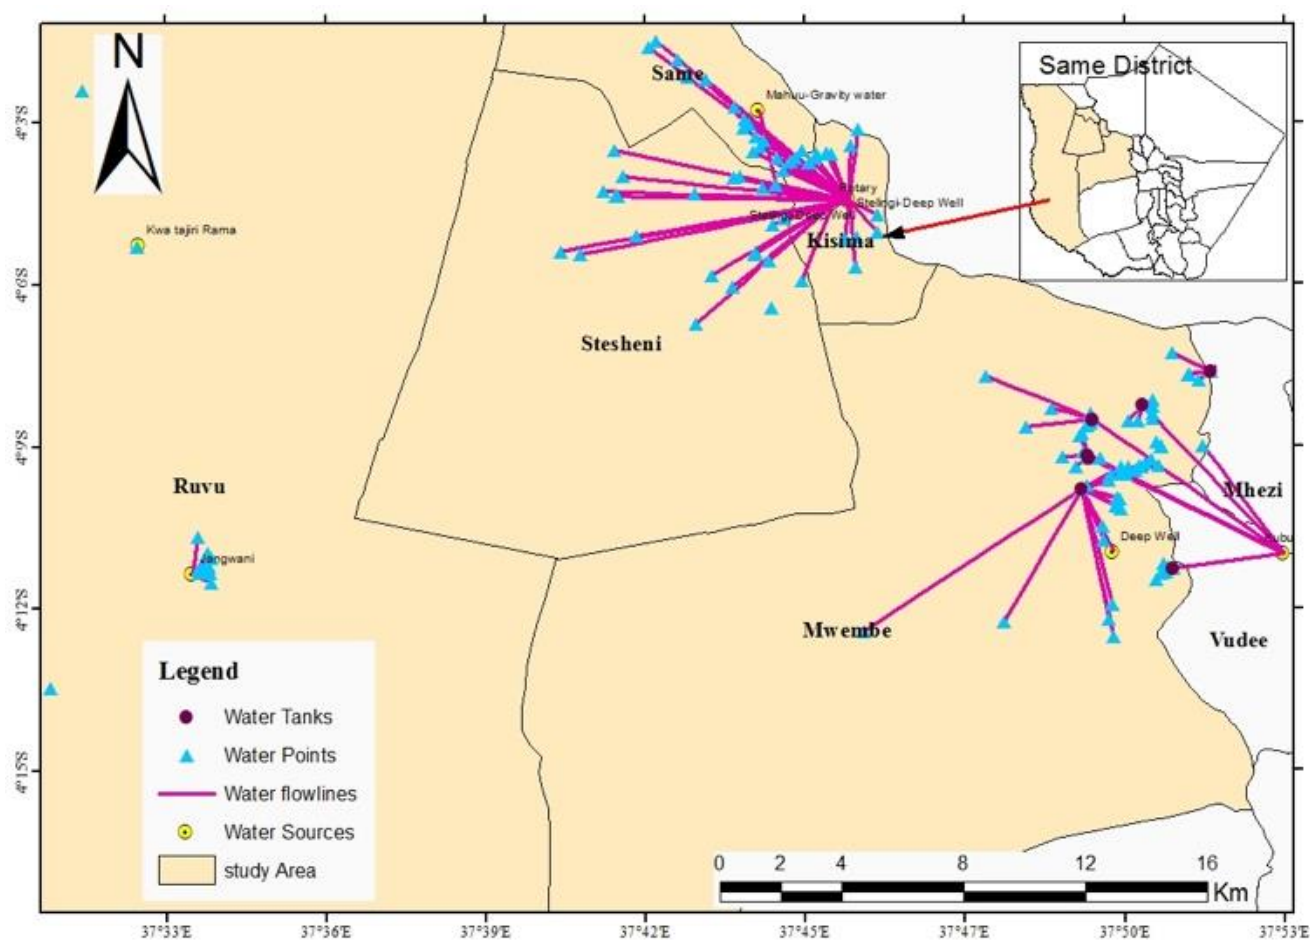 N
Same District
Same
Mahuu-Gravity water
4°3'S
Rotary
Stelingi-Deep Well
Kwa tajiri Rama
Kisima
4°6'S
Stesheni
4°9'S
Ruvu
Mhezi
Deep Well
Jangwani
4°12'S
Mwembe
Vudee
Legend
Water Tanks
Water Points
Water flowlines
Water Sources
study Area
4°15'S
0 2 4 8 12 16
Km
37°33'E 37°36'E 37°39'E 37°42'E 37°45'E 37°47'E 37°50'E 37°53'E